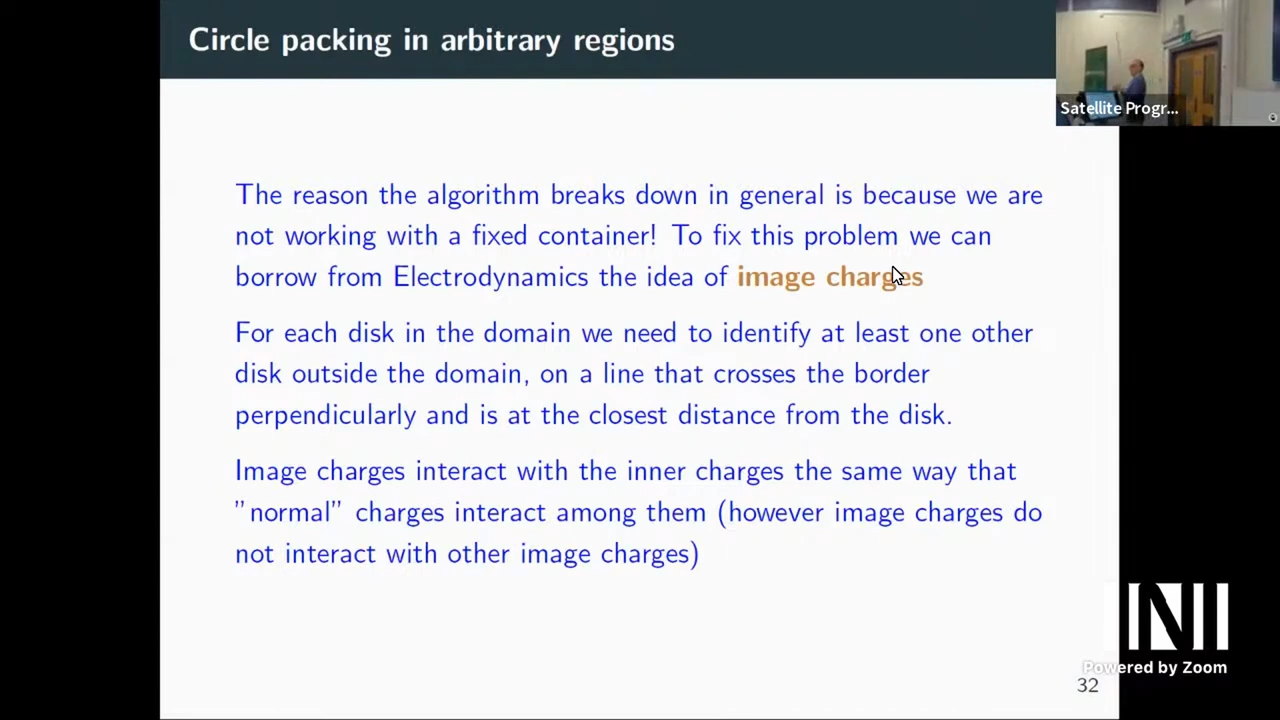 Circle packing in arbitrary regions
Satellite Progr...
The reason the algorithm breaks down in general is because we are
not working with a fixed container! To fix this problem we can
borrow from Electrodynamics the idea of image charges
For each disk in the domain we need to identify at least one other
disk outside the domain, on a line that crosses the border
perpendicularly and is at the closest distance from the disk.
Image charges interact with the inner charges the same way that
”normal” charges interact among them (however image charges do
not interact with other image charges)
INI
Powered by Zoom
32